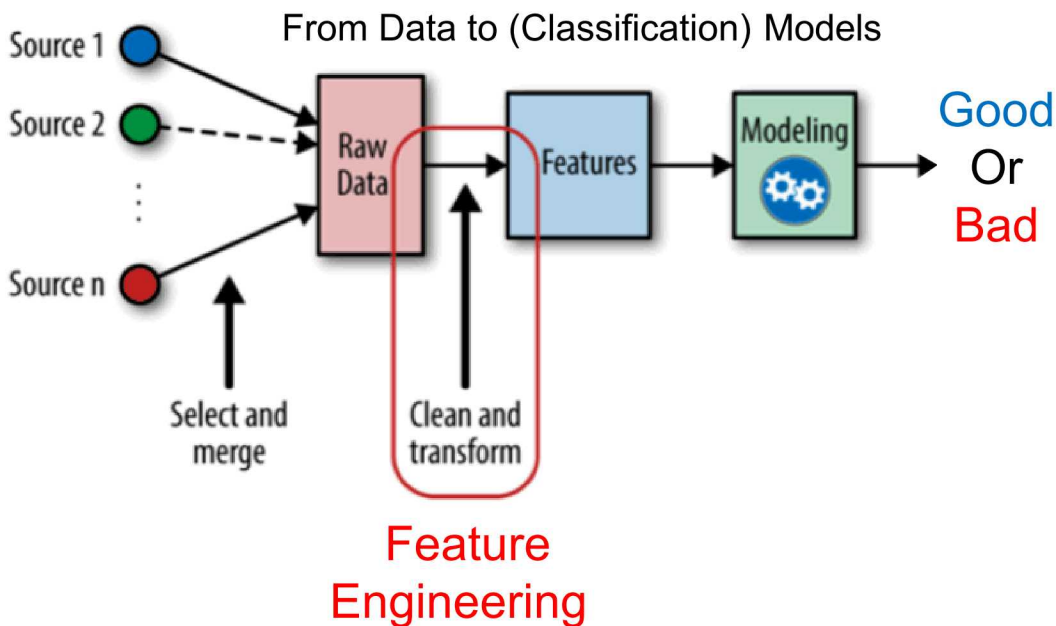 From Data to (Classification) Models
Source 1
Source 2
Source n
Raw
Data
Features
Modeling
Good
Or
Bad
Select and
merge
Clean and
transform
Feature
Engineering